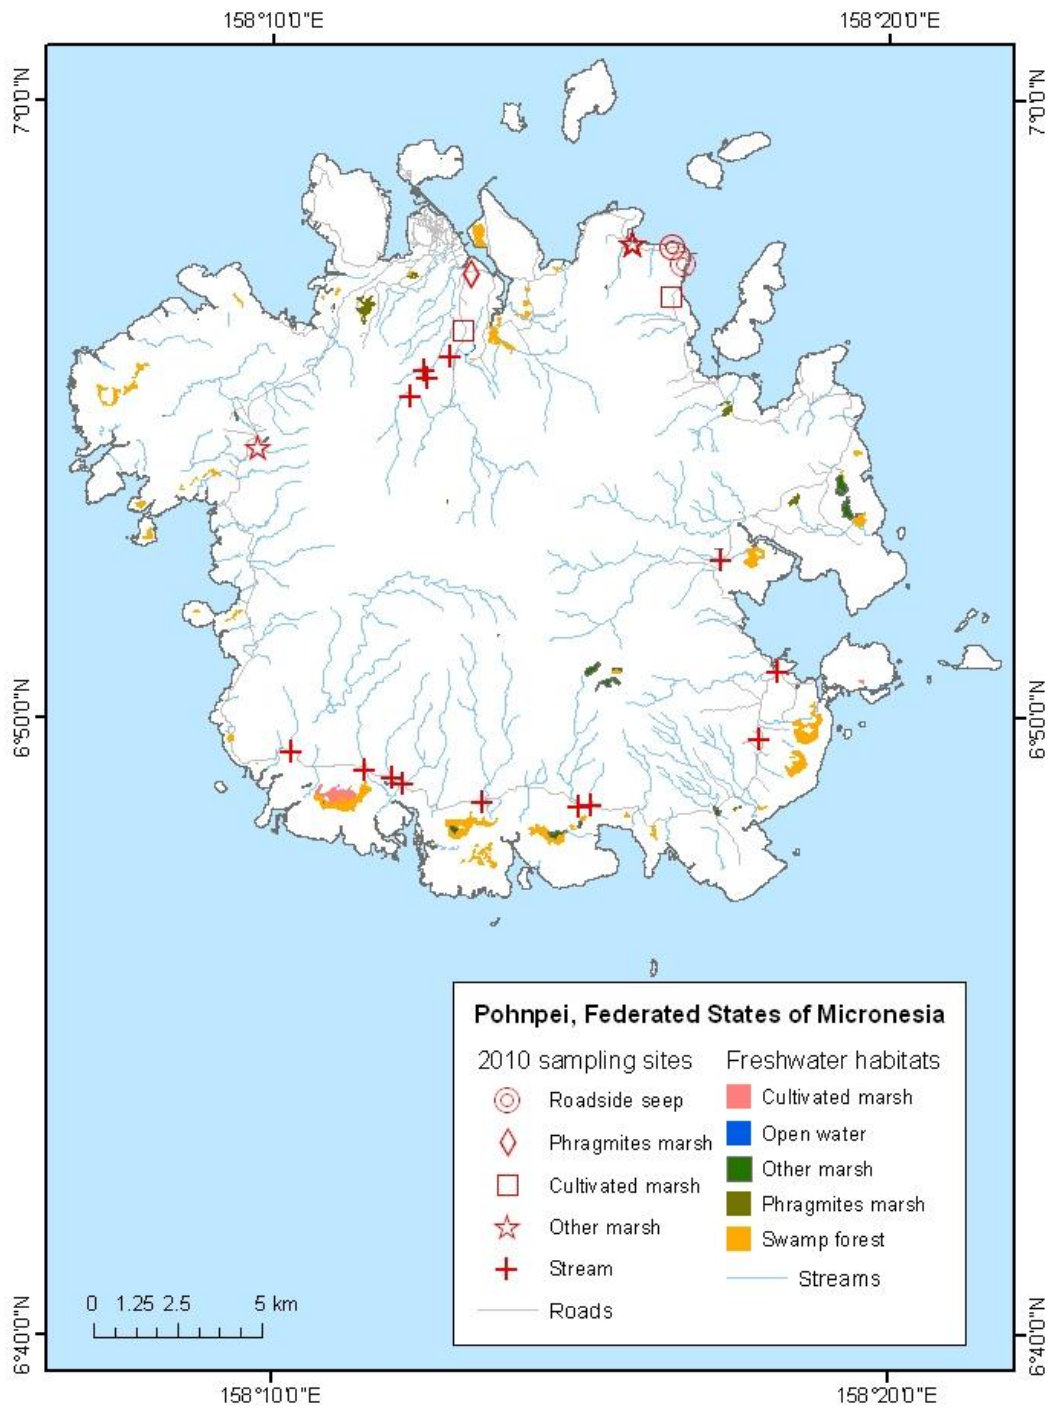 158°10'0"E 158°20'0"E
7°0'0"N 7°0'0"N
6°50'0"N 6°50'0"N
Pohnpei, Federated States of Micronesia
2010 sampling sites
Roadside seep
Phragmites marsh
Cultivated marsh
Other marsh
Stream
Roads
Freshwater habitats
Cultivated marsh
Open water
Other marsh
Phragmites marsh
Swamp forest
Streams
0 1.25 2.5 5 km
6°40'0"N 6°40'0"N
158°10'0"E 158°20'0"E